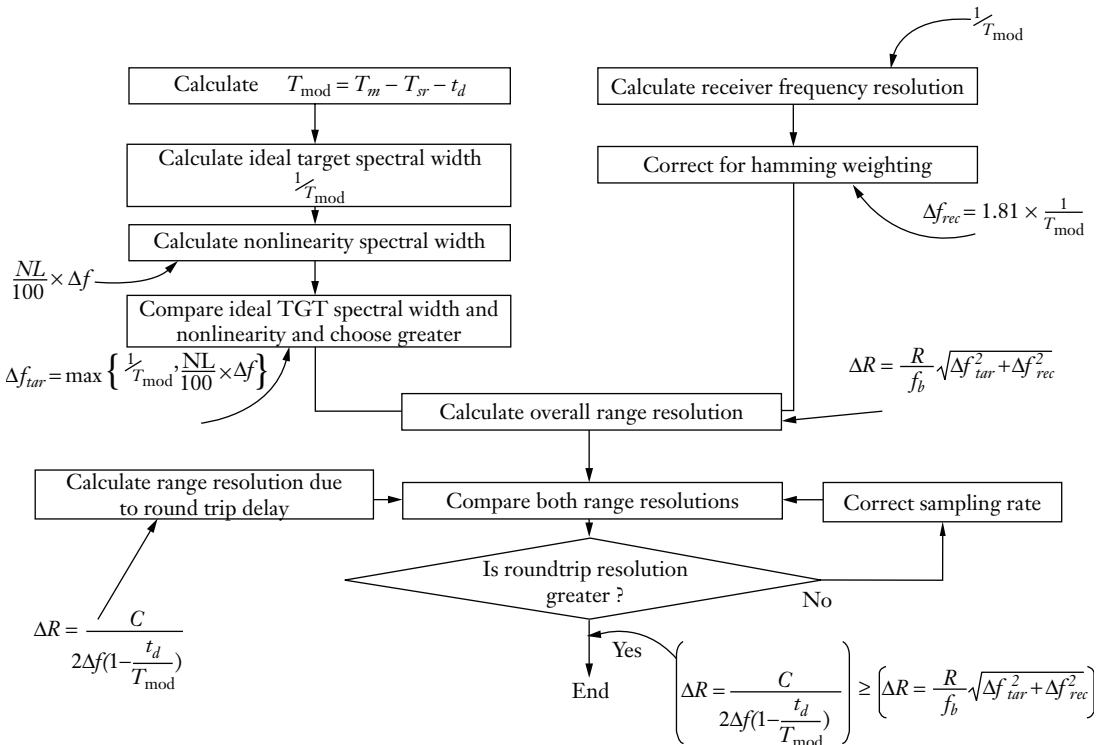 1/T_mod
Calculate T_mod = T_m − T_sr − t_d
Calculate receiver frequency resolution
Calculate ideal target spectral width
1/T_mod
Correct for hamming weighting
Δf_rec = 1.81 × 1/T_mod
Calculate nonlinearity spectral width
NL/100 × Δf
Compare ideal TGT spectral width and
nonlinearity and choose greater
Δf_tar = max { 1/T_mod, NL/100 × Δf }
ΔR = R/f_b √(Δf²_tar + Δf²_rec)
Calculate overall range resolution
Calculate range resolution due
to round trip delay
Compare both range resolutions
Correct sampling rate
Is roundtrip resolution
greater ?
No
ΔR = C/(2Δf(1−t_d/T_mod))
Yes
End
(ΔR = C/(2Δf(1−t_d/T_mod))) ≥ [ΔR = R/f_b √(Δf_tar² + Δf²_rec)]